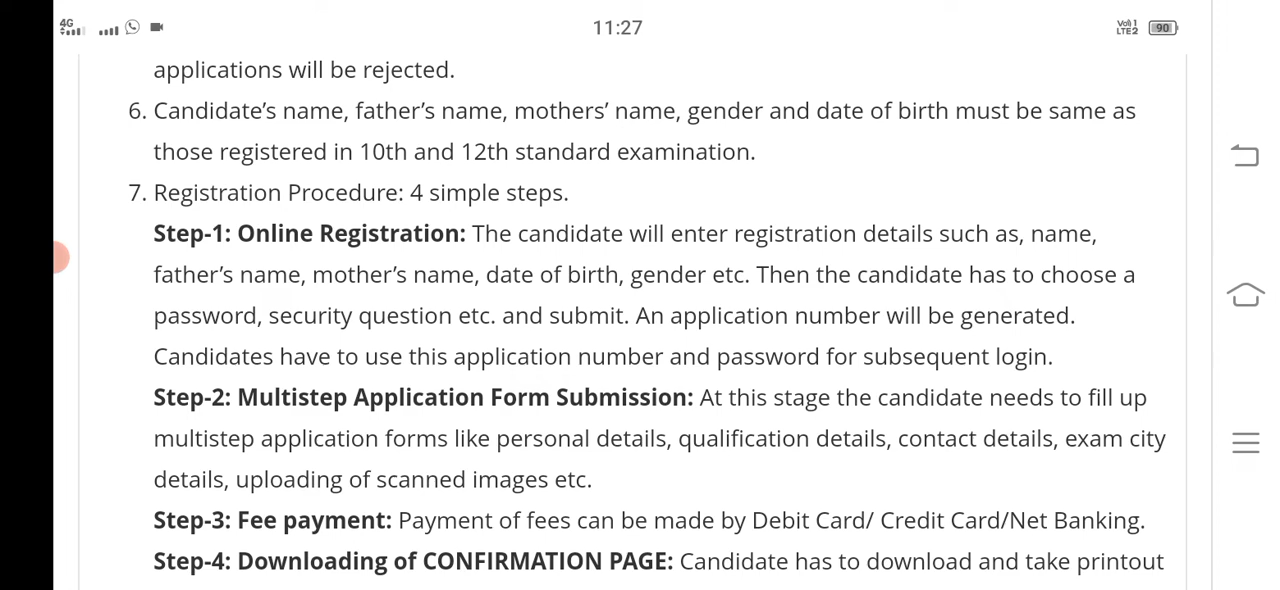 4G
11:27
Vo)) 1
LTE2
90
applications will be rejected.
6. Candidate's name, father's name, mothers' name, gender and date of birth must be same as
those registered in 10th and 12th standard examination.
7. Registration Procedure: 4 simple steps.
Step-1: Online Registration: The candidate will enter registration details such as, name,
father's name, mother's name, date of birth, gender etc. Then the candidate has to choose a
password, security question etc. and submit. An application number will be generated.
Candidates have to use this application number and password for subsequent login.
Step-2: Multistep Application Form Submission: At this stage the candidate needs to fill up
multistep application forms like personal details, qualification details, contact details, exam city
details, uploading of scanned images etc.
Step-3: Fee payment: Payment of fees can be made by Debit Card/ Credit Card/Net Banking.
Step-4: Downloading of CONFIRMATION PAGE: Candidate has to download and take printout